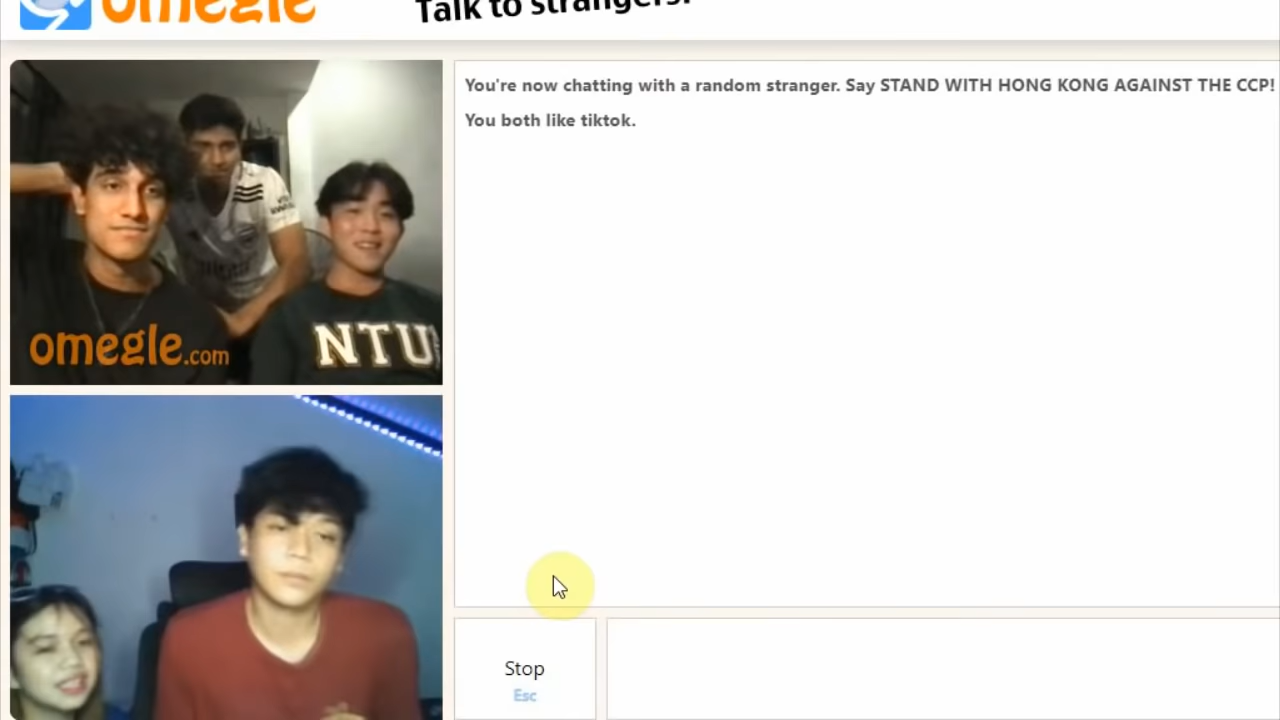 omegle
Talk to strangers!
You're now chatting with a random stranger. Say STAND WITH HONG KONG AGAINST THE CCP!
You both like tiktok.
omegle.com
NTU
Stop
Esc